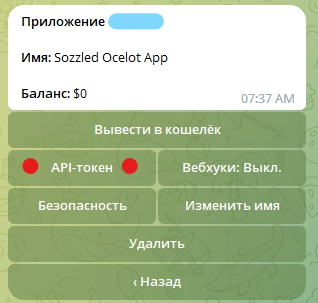 Приложение
Имя: Sozzled Ocelot App
Баланс: $0
07:37 AM
Вывести в кошелёк
API-токен
Вебхуки: Выкл.
Безопасность
Изменить имя
Удалить
‹ Назад